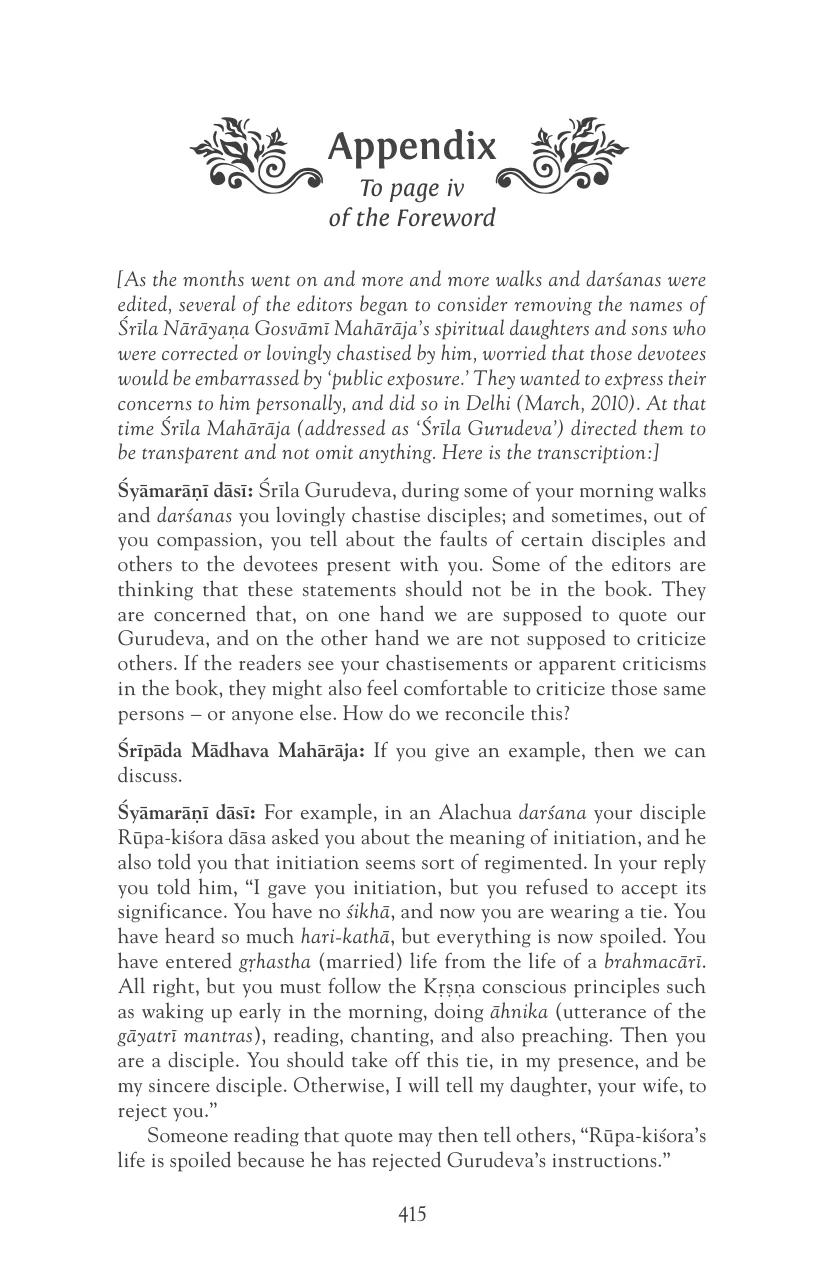 Appendix
To page iv
of the Foreword
[As the months went on and more and more walks and darśanas were
edited, several of the editors began to consider removing the names of
Śrīla Nārāyaṇa Gosvāmī Mahārāja’s spiritual daughters and sons who
were corrected or lovingly chastised by him, worried that those devotees
would be embarrassed by ‘public exposure.’ They wanted to express their
concerns to him personally, and did so in Delhi (March, 2010). At that
time Śrīla Mahārāja (addressed as ‘Śrīla Gurudeva’) directed them to
be transparent and not omit anything. Here is the transcription:]
Śyāmarāṇī dāsī: Śrīla Gurudeva, during some of your morning walks
and darśanas you lovingly chastise disciples; and sometimes, out of
you compassion, you tell about the faults of certain disciples and
others to the devotees present with you. Some of the editors are
thinking that these statements should not be in the book. They
are concerned that, on one hand we are supposed to quote our
Gurudeva, and on the other hand we are not supposed to criticize
others. If the readers see your chastisements or apparent criticisms
in the book, they might also feel comfortable to criticize those same
persons – or anyone else. How do we reconcile this?
Śrīpāda Mādhava Mahārāja: If you give an example, then we can
discuss.
Śyāmarāṇī dāsī: For example, in an Alachua darśana your disciple
Rūpa-kiśora dāsa asked you about the meaning of initiation, and he
also told you that initiation seems sort of regimented. In your reply
you told him, “I gave you initiation, but you refused to accept its
significance. You have no śikhā, and now you are wearing a tie. You
have heard so much hari-kathā, but everything is now spoiled. You
have entered gṛhastha (married) life from the life of a brahmacārī.
All right, but you must follow the Kṛṣṇa conscious principles such
as waking up early in the morning, doing āhnika (utterance of the
gāyatrī mantras), reading, chanting, and also preaching. Then you
are a disciple. You should take off this tie, in my presence, and be
my sincere disciple. Otherwise, I will tell my daughter, your wife, to
reject you.”
Someone reading that quote may then tell others, “Rūpa-kiśora’s
life is spoiled because he has rejected Gurudeva’s instructions.”
415